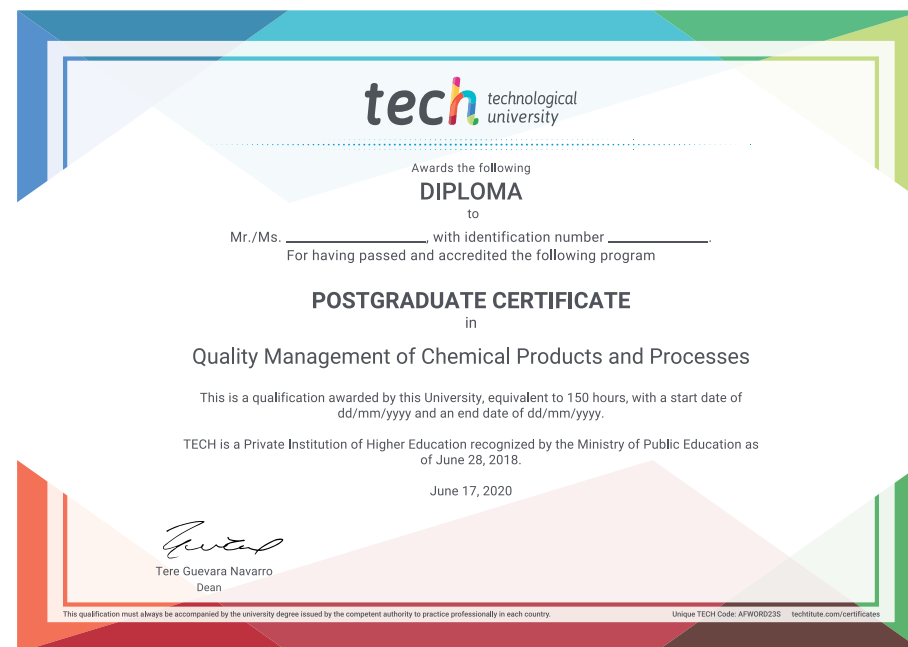 tech technological
university
Awards the following
DIPLOMA
to
Mr./Ms. ____________, with identification number ____________.
For having passed and accredited the following program
POSTGRADUATE CERTIFICATE
in
Quality Management of Chemical Products and Processes
This is a qualification awarded by this University, equivalent to 150 hours, with a start date of
dd/mm/yyyy and an end date of dd/mm/yyyy.
TECH is a Private Institution of Higher Education recognized by the Ministry of Public Education as
of June 28, 2018.
June 17, 2020
Tere Guevara Navarro
Dean
This qualification must always be accompanied by the university degree issued by the competent authority to practice professionally in each country. Unique TECH Code: AFWORD23S techtitute.com/certificates